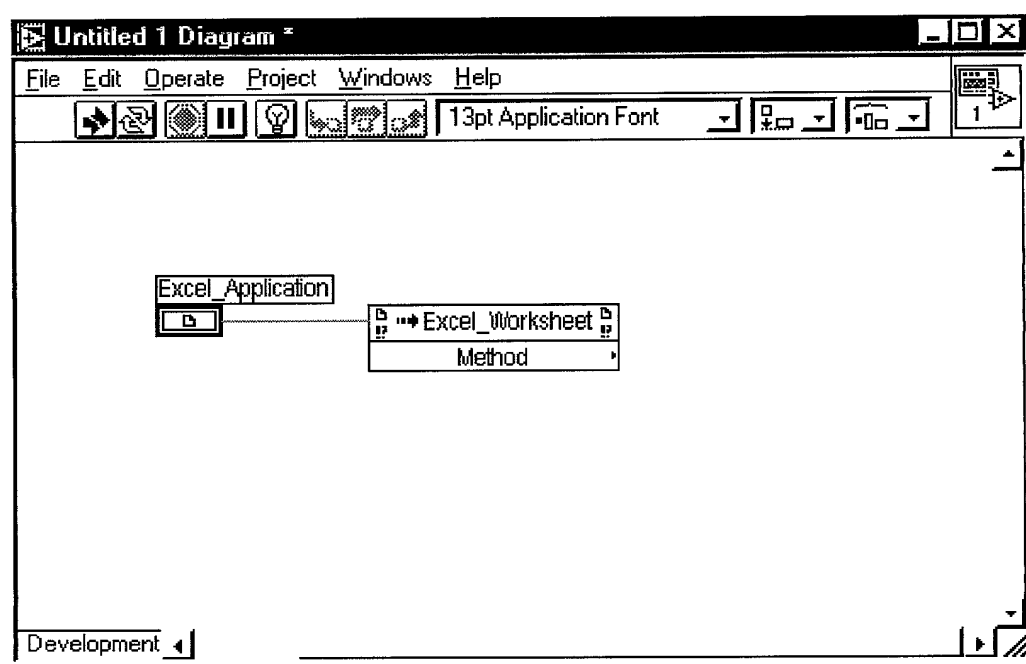 Untitled 1 Diagram *
File Edit Operate Project Windows Help
13pt Application Font
1
Excel_Application
Excel_Worksheet
Method
Development